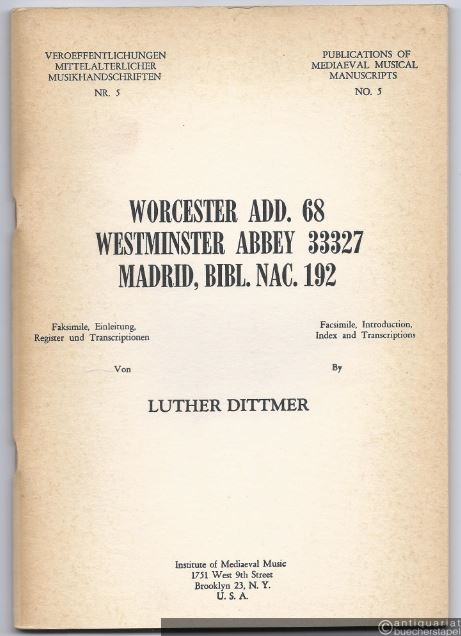 VEROEFFENTLICHUNGEN
MITTELALTERLICHER
MUSIKHANDSCHRIFTEN
NR. 5
PUBLICATIONS OF
MEDIAEVAL MUSICAL
MANUSCRIPTS
NO. 5
WORCESTER ADD. 68
WESTMINSTER ABBEY 33327
MADRID, BIBL. NAC. 192
Faksimile, Einleitung,
Register und Transcriptionen
Von
Facsimile, Introduction,
Index and Transcriptions
By
LUTHER DITTMER
Institute of Mediaeval Music
1751 West 9th Street
Brooklyn 23, N. Y.
U. S. A.
©antiquariat
buecherstapel